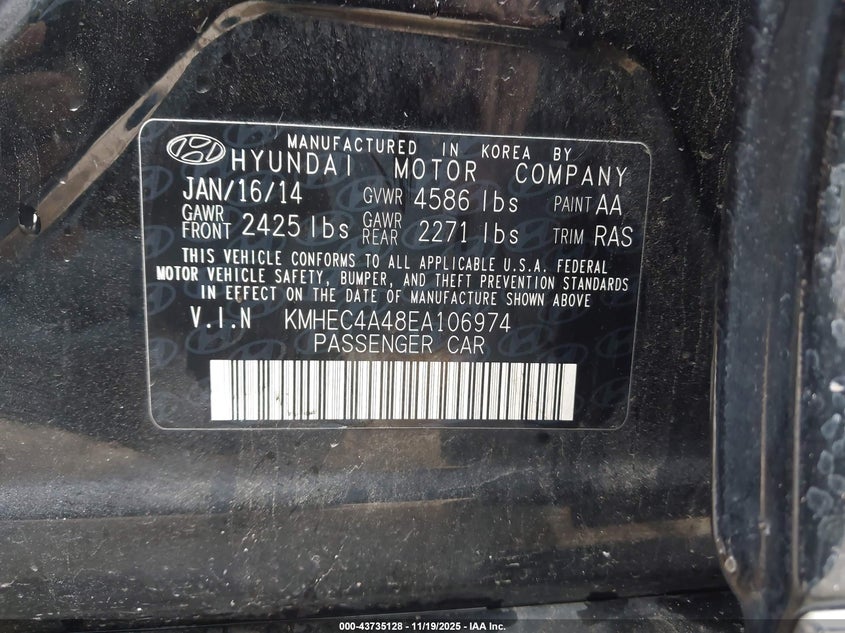 MANUFACTURED IN KOREA BY
HYUNDAI MOTOR COMPANY
JAN/16/14 GVWR 4586 lbs PAINT AA
GAWR FRONT 2425 lbs GAWR REAR 2271 lbs TRIM RAS
THIS VEHICLE CONFORMS TO ALL APPLICABLE U.S.A. FEDERAL
MOTOR VEHICLE SAFETY, BUMPER, AND THEFT PREVENTION STANDARDS
IN EFFECT ON THE DATE OF MANUFACTURE SHOWN ABOVE
V.I.N KMHEC4A48EA106974
PASSENGER CAR
000-43735128 - 11/19/2025 - IAA Inc.